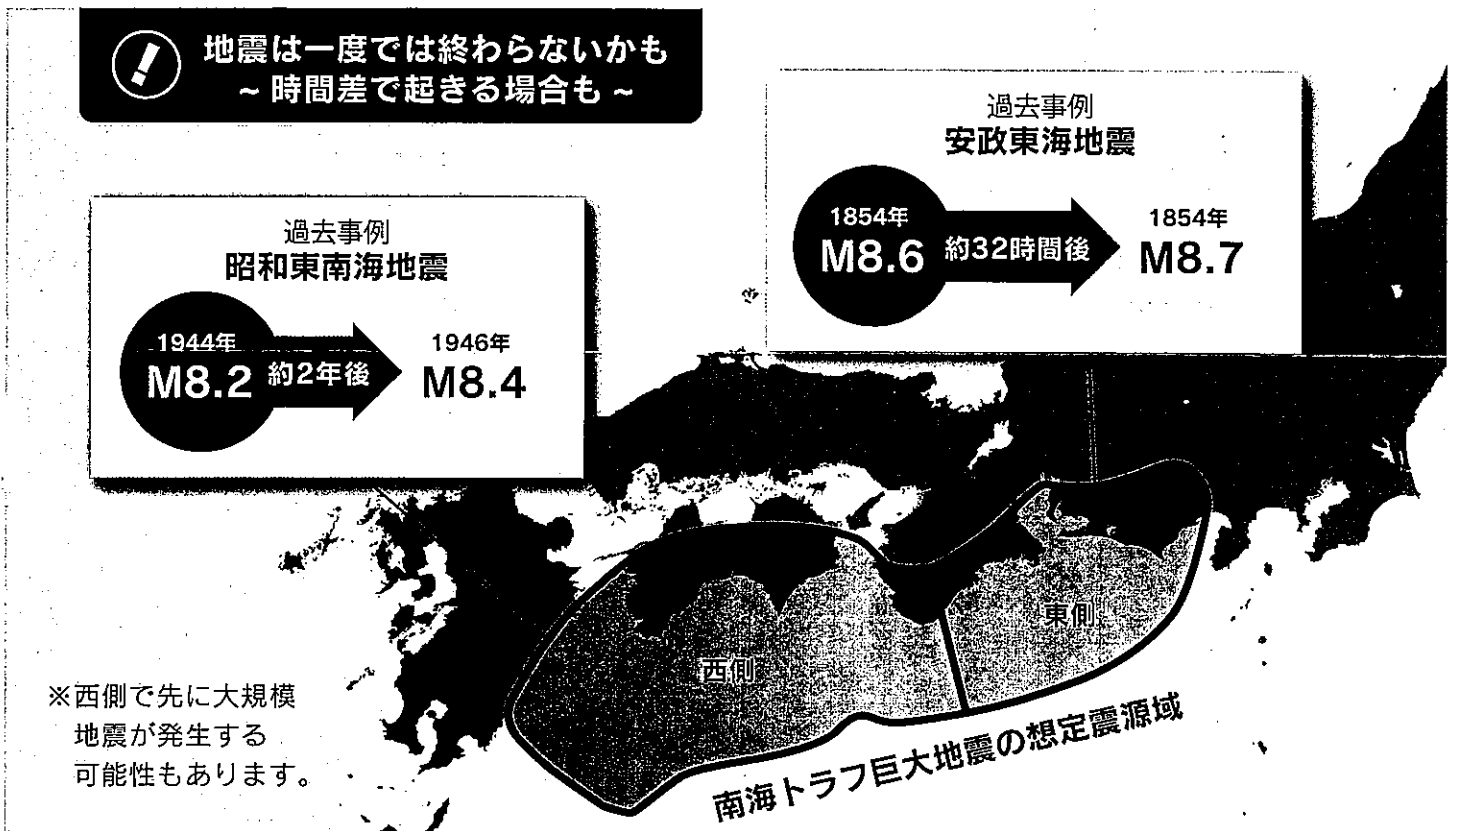 地震は一度では終わらないかも
~ 時間差で起きる場合も ~
過去事例
安政東海地震
1854年
M8.6
約32時間後
1854年
M8.7
過去事例
昭和東南海地震
1944年
M8.2
約2年後
1946年
M8.4
東側
西側
※西側で先に大規模
地震が発生する
可能性もあります。
南海トラフ巨大地震の想定震源域